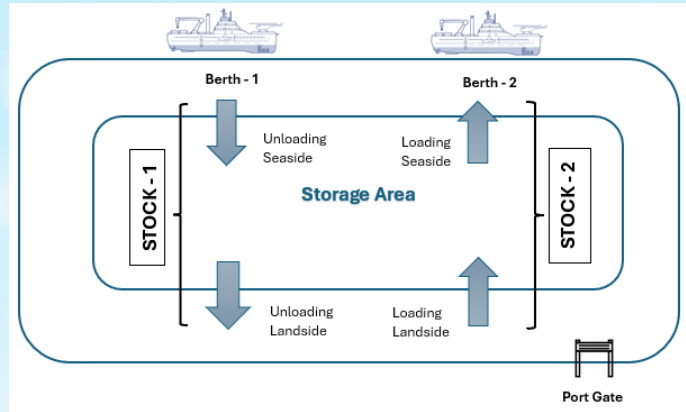 Berth - 1
Berth - 2
Unloading
Seaside
Loading
Seaside
STOCK - 1
Storage Area
STOCK - 2
Unloading
Landside
Loading
Landside
Port Gate